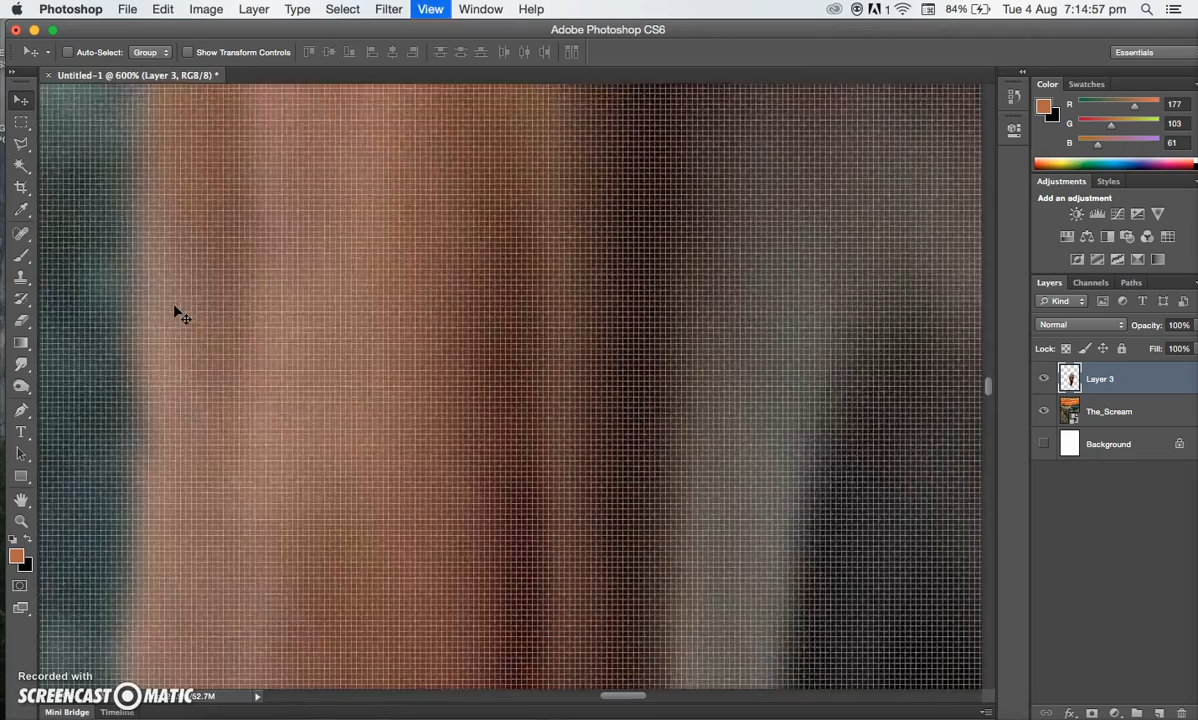 Photoshop File Edit Image Layer Type Select Filter View Window Help 1 84% Tue 4 Aug 7:14:57 pm
Adobe Photoshop CS6
Auto-Select: Group Show Transform Controls Essentials
Untitled-1 @ 600% (Layer 3, RGB/8) *
Color Swatches
R 177
G 103
B 61
Adjustments Styles
Add an adjustment
Layers Channels Paths
Kind
Normal Opacity: 100%
Lock: Fill: 100%
Layer 3
The_Scream
Background
Recorded with
SCREENCAST MATIC
52.7M
Mini Bridge Timeline